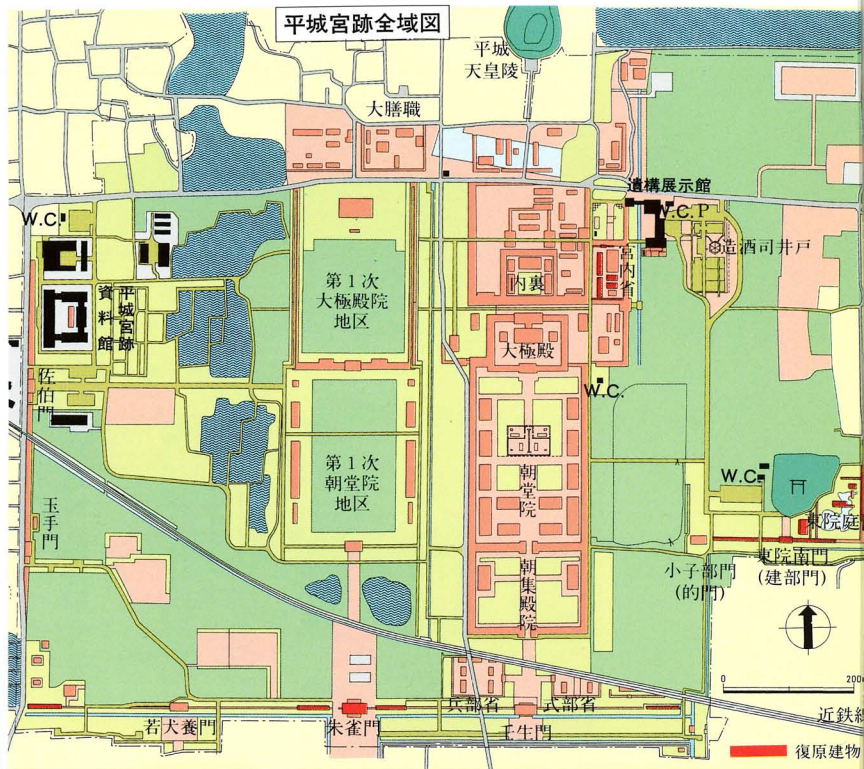 平城宮跡全域図
平城
天皇陵
大膳職
遺構展示館
W.C.
W.C.P
造酒司井戸
宮内省
内裏
第1次
大極殿院
地区
平城宮跡
資料館
大極殿
佐伯門
W.C.
第1次
朝堂院
地区
朝堂院
W.C.
玉手門
東院庭
東院南門
(建部門)
小子部門
(的門)
朝集殿院
0
200
兵部省
式部省
近鉄線
若犬養門
朱雀門
壬生門
復原建物